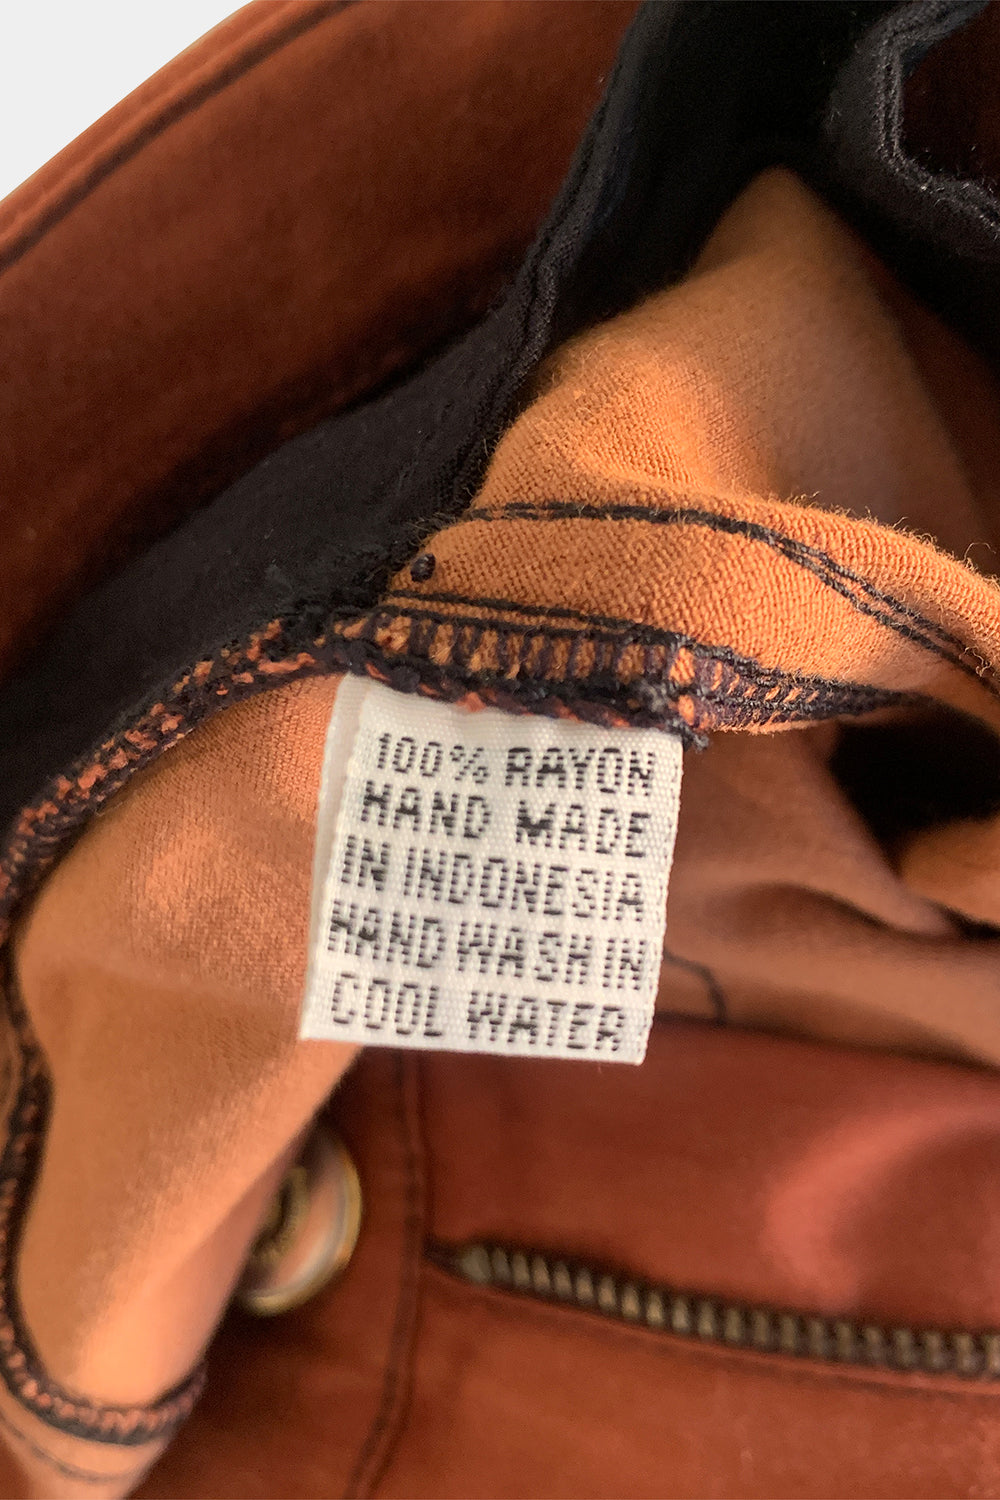 100% RAYON
HAND MADE
IN INDONESIA
HAND WASH IN
COOL WATER